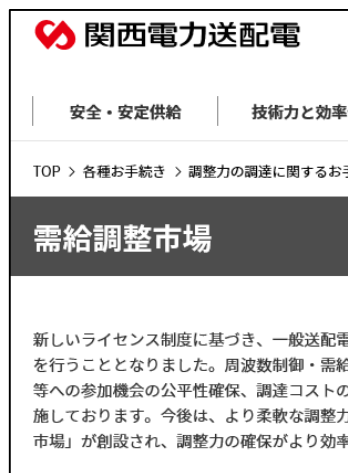 関西電力送配電
安全・安定供給
技術力と効率
TOP > 各種お手続き > 調整力の調達に関するお
需給調整市場
新しいライセンス制度に基づき、一般送配電
を行うこととなりました。周波数制御・需給
等への参加機会の公平性確保、調達コストの
施しております。今後は、より柔軟な調整力
市場」が創設され、調整力の確保がより効率